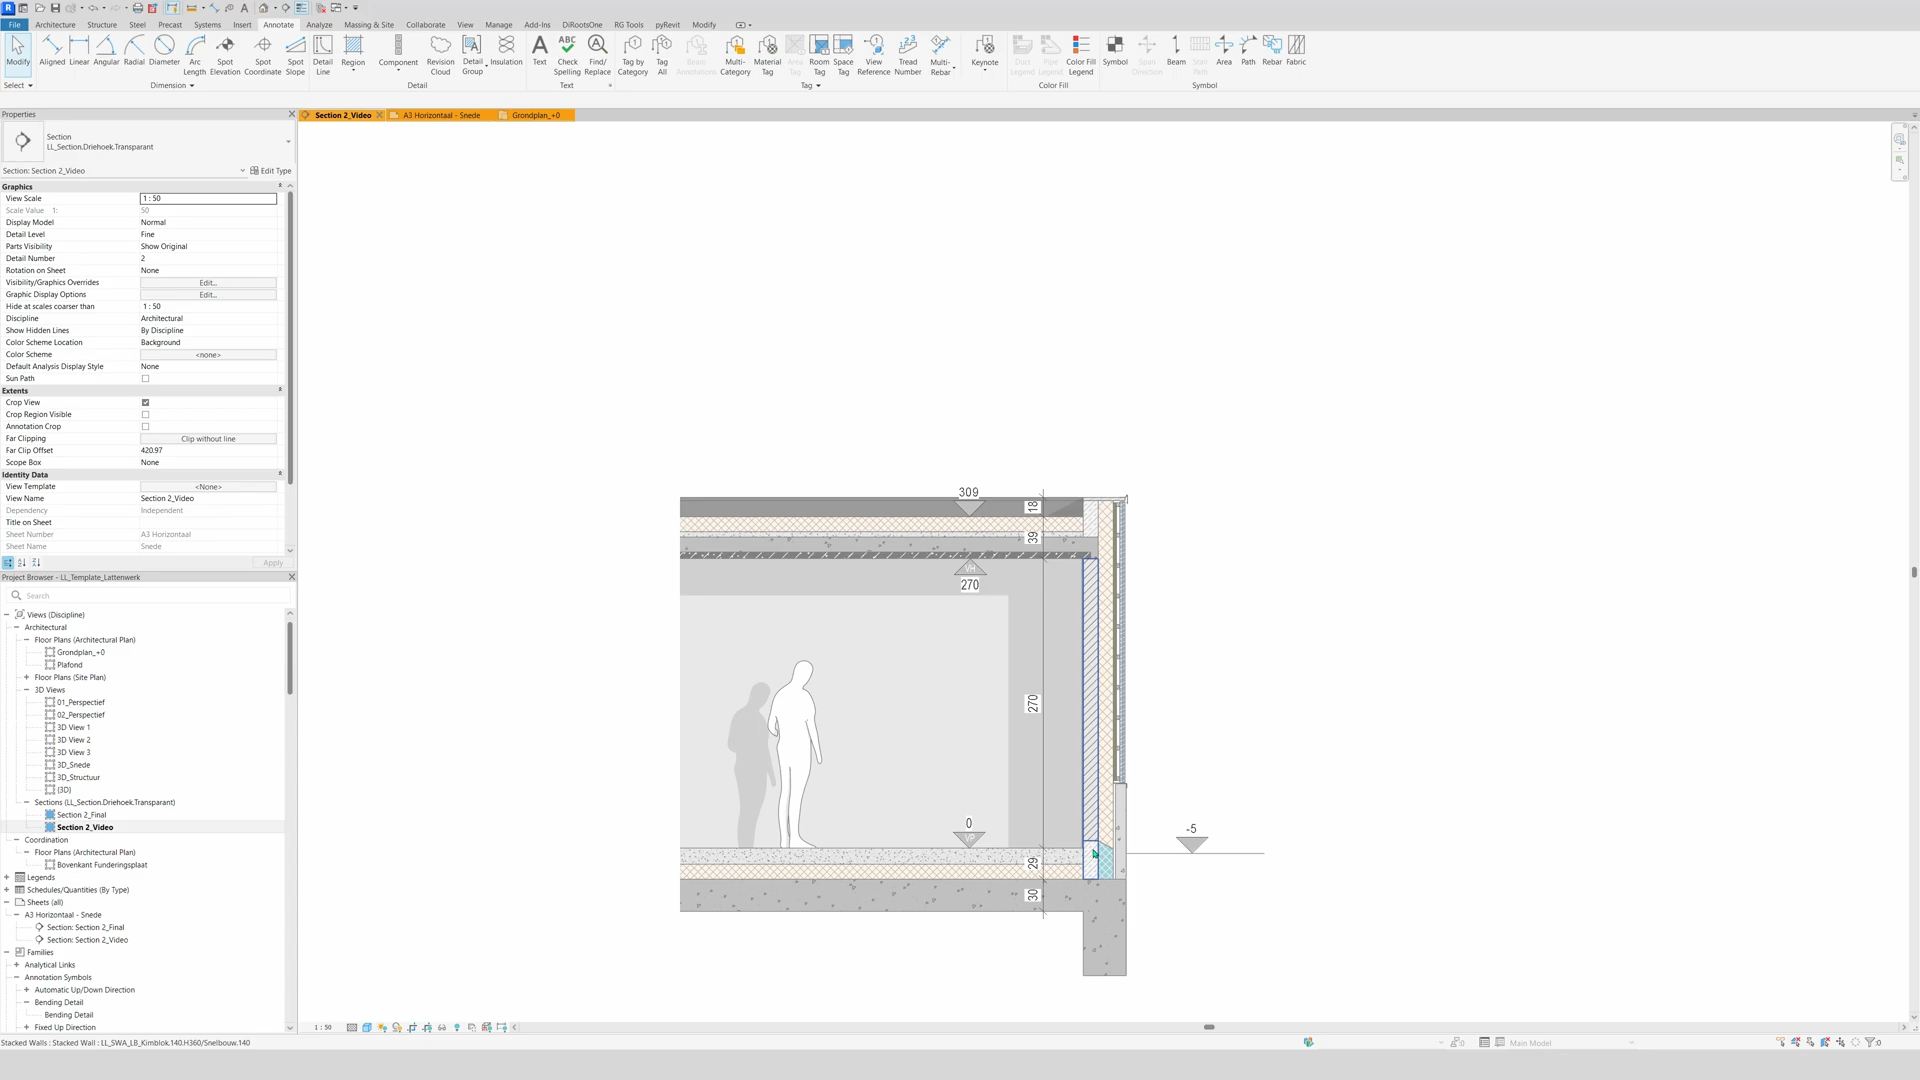 File Architecture Structure Steel Precast Systems Insert Annotate Analyze Massing & Site Collaborate View Manage Add-Ins DiRootsOne RG Tools pyRevit Modify
Modify Aligned Linear Angular Radial Diameter Arc Length Spot Elevation Spot Coordinate Spot Slope Detail Line Region Component Revision Cloud Detail Group Insulation Text Check Spelling Find/ Replace Tag by Category Tag All Beam Annotations Multi- Category Material Tag Area Tag Room Tag Space Tag View Reference Tread Number Multi- Rebar Keynote Duct Legend Pipe Legend Color Fill Legend Symbol Span Direction Beam Stair Path Area Path Rebar Fabric
Select Dimension Detail Text Tag Color Fill Symbol
Properties
Section 2_Video A3 Horizontaal - Snede Grondplan_+0
Section
LL_Section.Driehoek.Transparant
Section: Section 2_Video Edit Type
Graphics
View Scale 1 : 50
Scale Value 1: 50
Display Model Normal
Detail Level Fine
Parts Visibility Show Original
Detail Number 2
Rotation on Sheet None
Visibility/Graphics Overrides Edit...
Graphic Display Options Edit...
Hide at scales coarser than 1 : 50
Discipline Architectural
Show Hidden Lines By Discipline
Color Scheme Location Background
Color Scheme <none>
Default Analysis Display Style None
Sun Path
Extents
Crop View
Crop Region Visible
Annotation Crop
Far Clipping Clip without line
Far Clip Offset 420.97
Scope Box None
Identity Data
View Template <None>
View Name Section 2_Video
Dependency Independent
Title on Sheet
Sheet Number A3 Horizontaal
Sheet Name Snede
Apply
Project Browser - LL_Template_Lattenwerk
Search
Views (Discipline)
Architectural
Floor Plans (Architectural Plan)
Grondplan_+0
Plafond
Floor Plans (Site Plan)
3D Views
01_Perspectief
02_Perspectief
3D View 1
3D View 2
3D View 3
3D_Snede
3D_Structuur
{3D}
Sections (LL_Section.Driehoek.Transparant)
Section 2_Final
Section 2_Video
Coordination
Floor Plans (Architectural Plan)
Bovenkant Funderingsplaat
Legends
Schedules/Quantities (By Type)
Sheets (all)
A3 Horizontaal - Snede
Section: Section 2_Final
Section: Section 2_Video
Families
Analytical Links
Annotation Symbols
Automatic Up/Down Direction
Bending Detail
Bending Detail
Fixed Up Direction
309
18
39
VH
270
270
0
VP
-5
29
30
1 : 50
Stacked Walls : Stacked Wall : LL_SWA_LB_Kimblok.140.H360/Snelbouw.140
:0
Main Model
:0